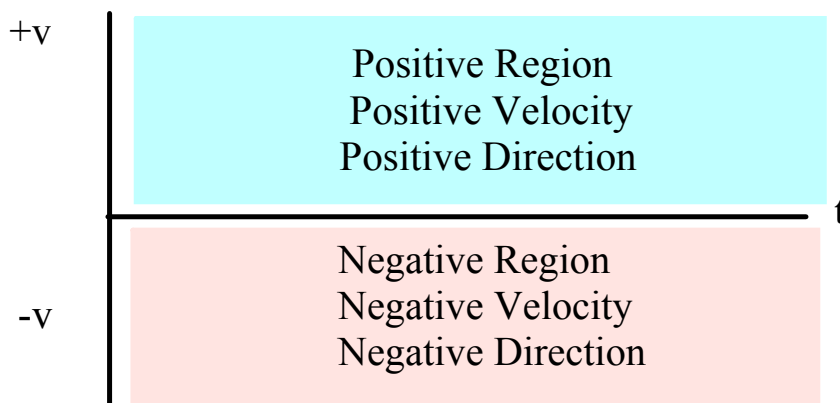 +v
Positive Region
Positive Velocity
Positive Direction
t
Negative Region
Negative Velocity
Negative Direction
-v